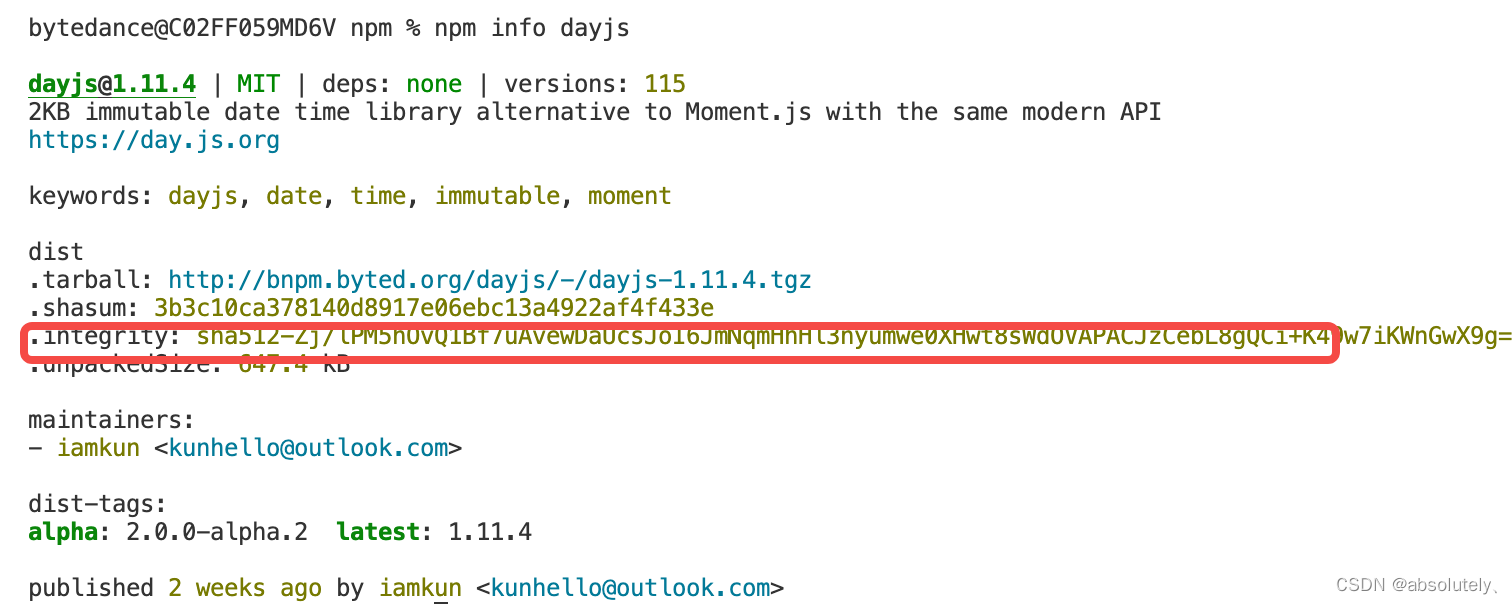 bytedance@C02FF059MD6V npm % npm info dayjs
dayjs@1.11.4 | MIT | deps: none | versions: 115
2KB immutable date time library alternative to Moment.js with the same modern API
https://day.js.org
keywords: dayjs, date, time, immutable, moment
dist
.tarball: http://bnpm.byted.org/dayjs/-/dayjs-1.11.4.tgz
.shasum: 3b3c10ca378140d8917e06ebc13a4922af4f433e
.integrity:
.unpackedSize: 647.4 kB
maintainers:
- iamkun <kunhello@outlook.com>
dist-tags:
alpha: 2.0.0-alpha.2 latest: 1.11.4
published 2 weeks ago by iamkun <kunhello@outlook.com>
CSDN @absolutely、